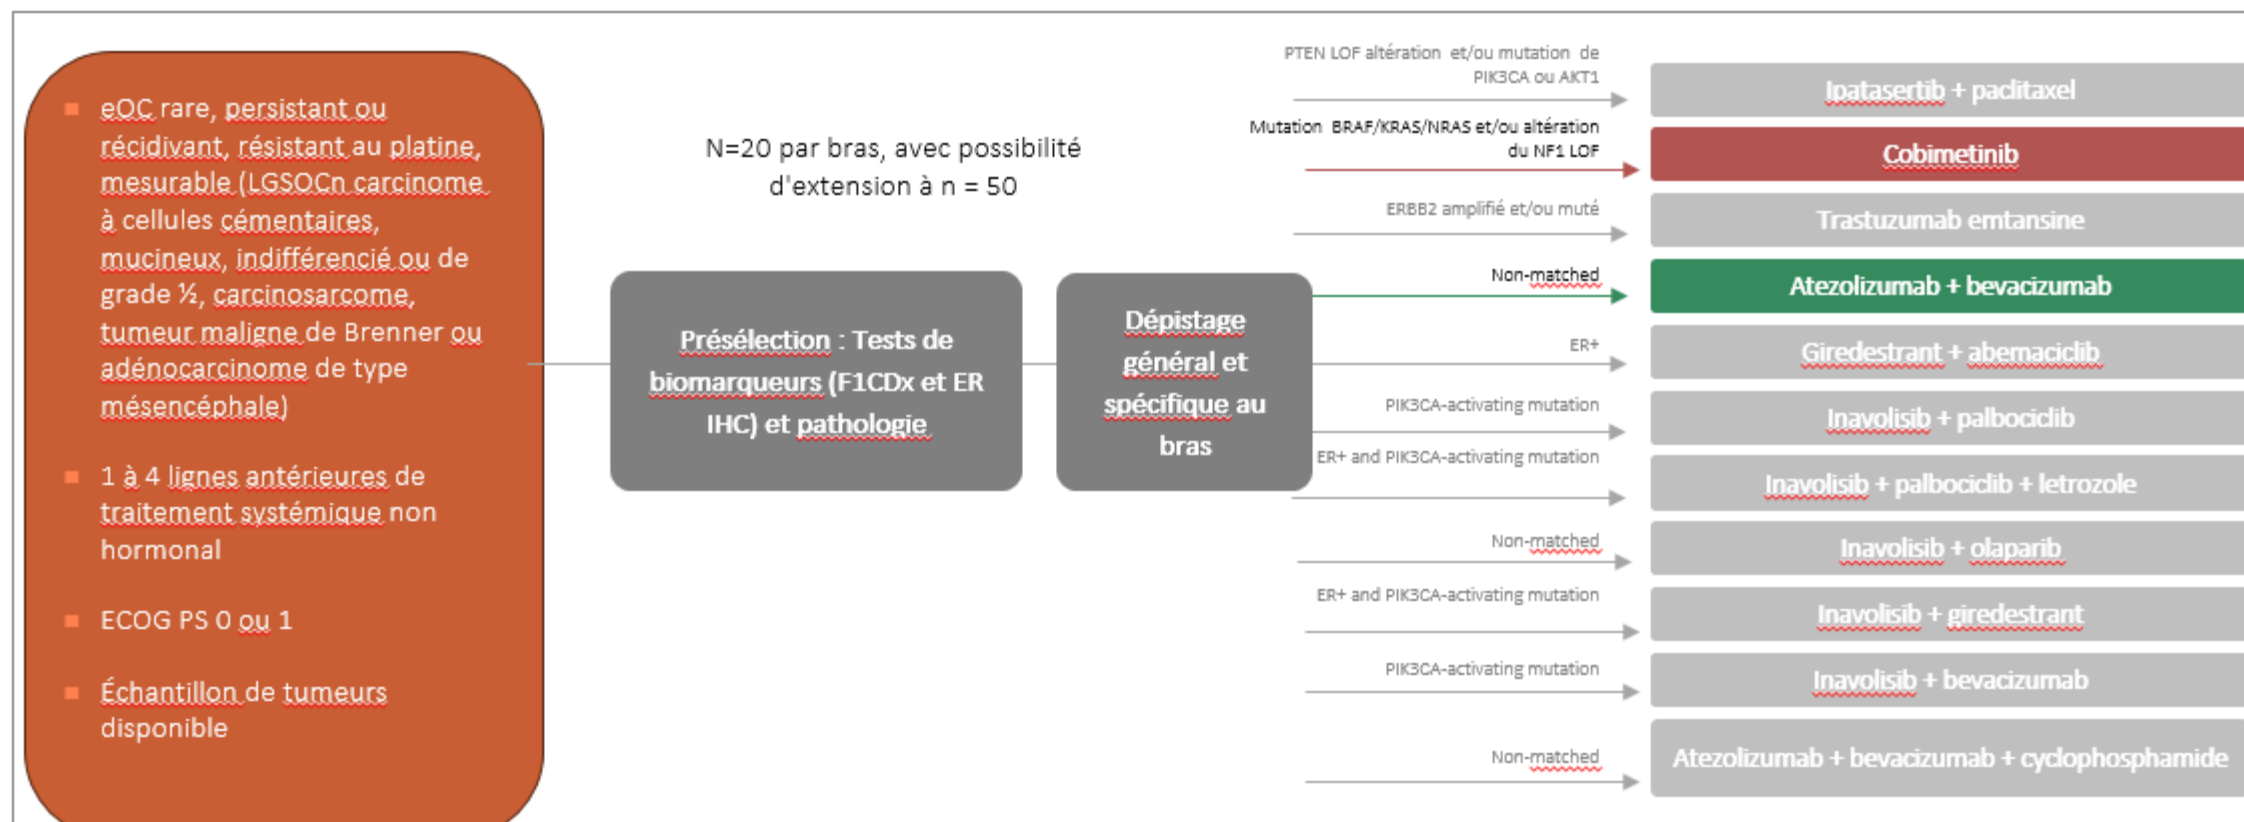 eOC rare, persistant ou
récidivant, résistant au platine,
mesurable (LGSOCn carcinome
à cellules cémentaires,
mucineux, indifférencié ou de
grade ½, carcinosarcome,
tumeur maligne de Brenner ou
adénocarcinome de type
mésencéphale)
1 à 4 lignes antérieures de
traitement systémique non
hormonal
ECOG PS 0 ou 1
Échantillon de tumeurs
disponible
N=20 par bras, avec possibilité
d'extension à n = 50
Présélection : Tests de
biomarqueurs (F1CDx et ER
IHC) et pathologie
Dépistage
général et
spécifique au
bras
PTEN LOF altération et/ou mutation de
PIK3CA ou AKT1
Ipatasertib + paclitaxel
Mutation BRAF/KRAS/NRAS et/ou altération
du NF1 LOF
Cobimetinib
ERBB2 amplifié et/ou muté
Trastuzumab emtansine
Non-matched
Atezolizumab + bevacizumab
ER+
Giredestrant + abemaciclib
PIK3CA-activating mutation
Inavolisib + palbociclib
ER+ and PIK3CA-activating mutation
Inavolisib + palbociclib + letrozole
Non-matched
Inavolisib + olaparib
ER+ and PIK3CA-activating mutation
Inavolisib + giredestrant
PIK3CA-activating mutation
Inavolisib + bevacizumab
Non-matched
Atezolizumab + bevacizumab + cyclophosphamide